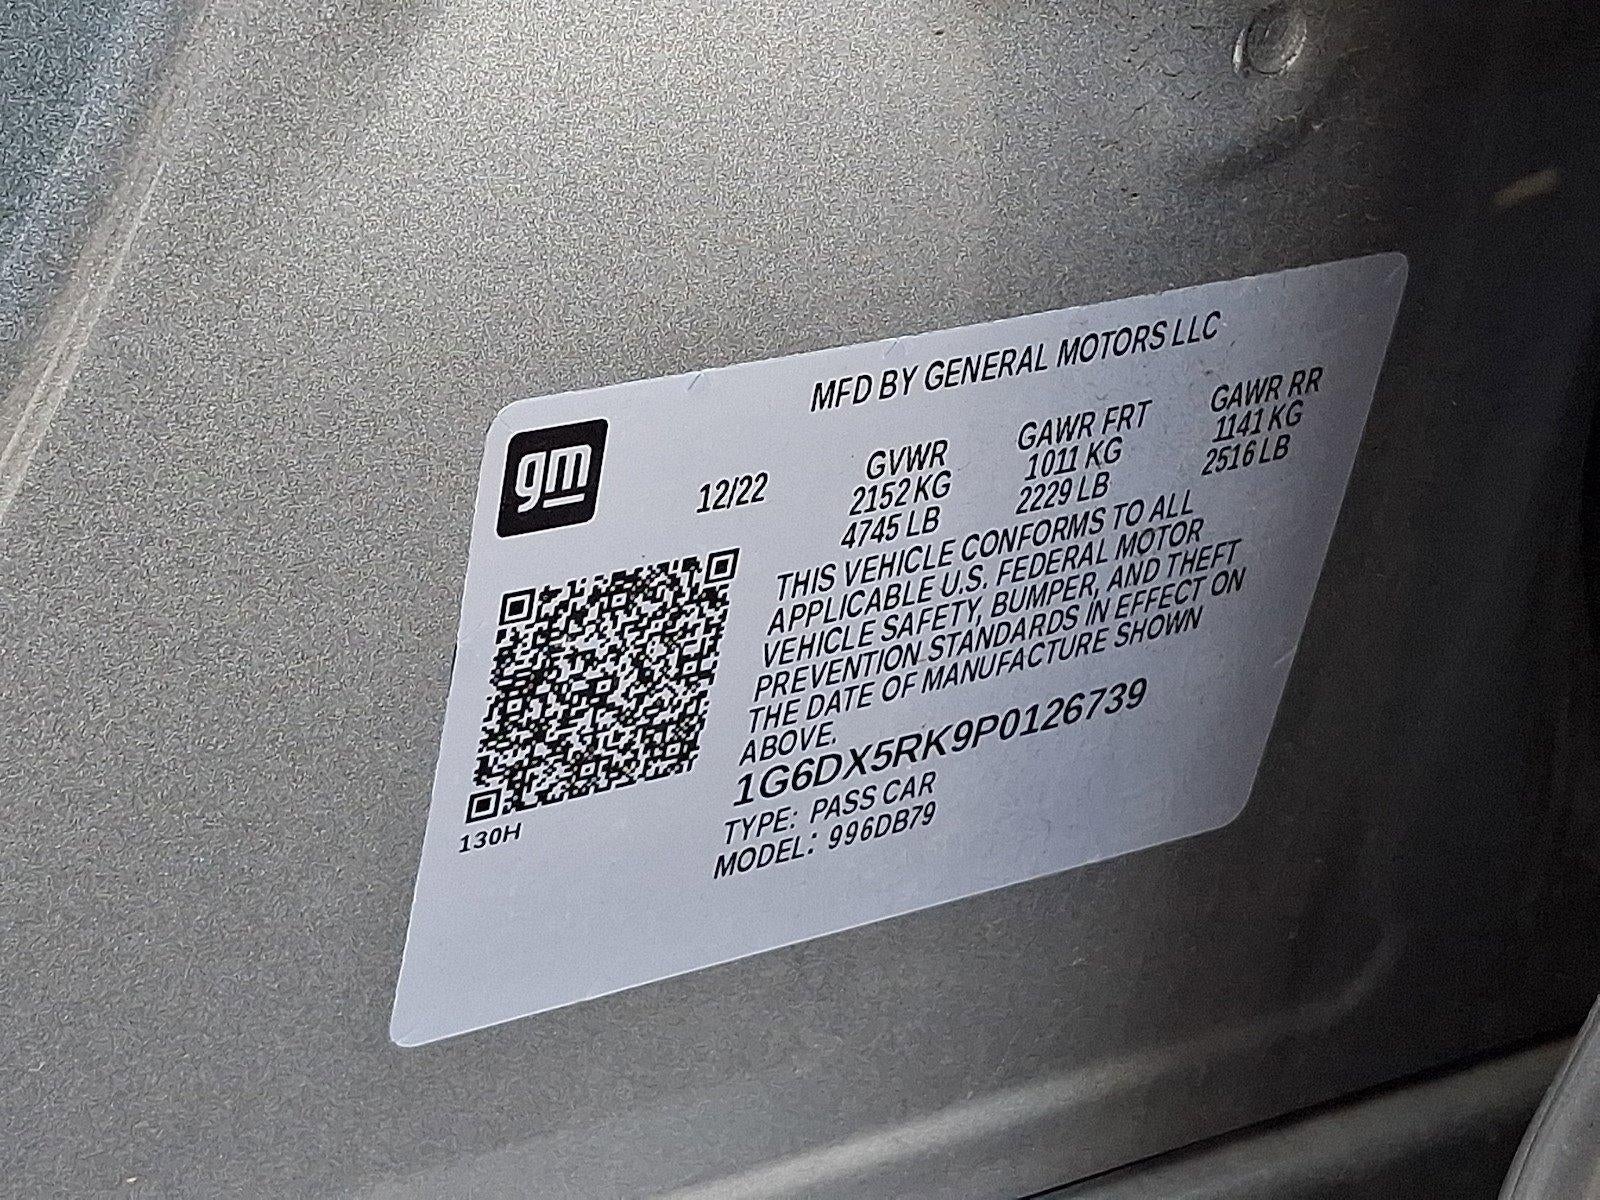 MFD BY GENERAL MOTORS LLC
gm
12/22
GVWR
2152 KG
4745 LB
GAWR FRT
1011 KG
2229 LB
GAWR RR
1141 KG
2516 LB
THIS VEHICLE CONFORMS TO ALL
APPLICABLE U.S. FEDERAL MOTOR
VEHICLE SAFETY, BUMPER, AND THEFT
PREVENTION STANDARDS IN EFFECT ON
THE DATE OF MANUFACTURE SHOWN
ABOVE.
1G6DX5RK9P0126739
TYPE: PASS CAR
MODEL: 996DB79
130H